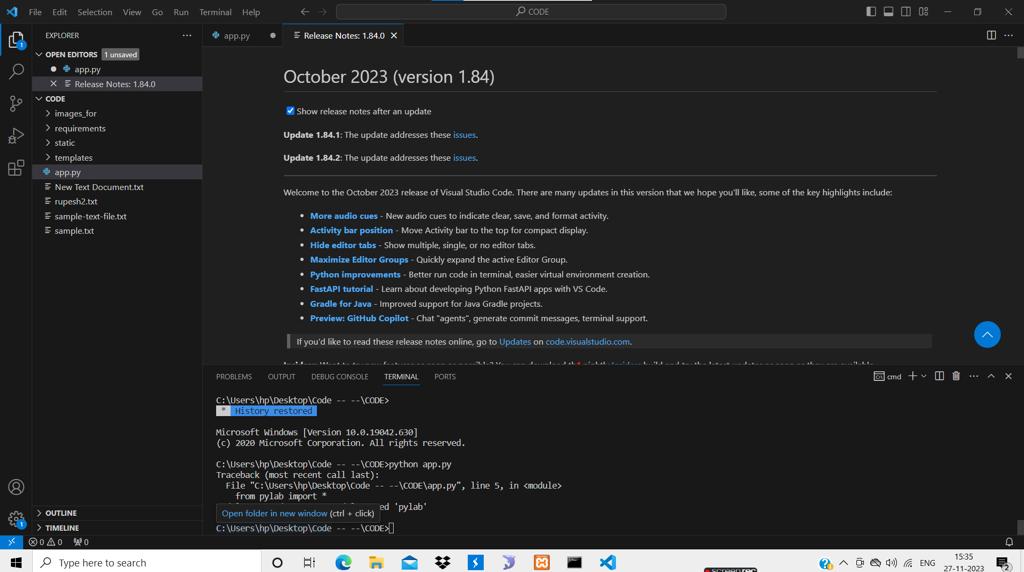 File Edit Selection View Go Run Terminal Help
CODE
EXPLORER
app.py
Release Notes: 1.84.0
OPEN EDITORS 1 unsaved
app.py
Release Notes: 1.84.0
CODE
images_for
requirements
static
templates
app.py
New Text Document.txt
rupesh2.txt
sample-text-file.txt
sample.txt
OUTLINE
TIMELINE
October 2023 (version 1.84)
Show release notes after an update
Update 1.84.1: The update addresses these issues.
Update 1.84.2: The update addresses these issues.
Welcome to the October 2023 release of Visual Studio Code. There are many updates in this version that we hope you'll like, some of the key highlights include:
• More audio cues - New audio cues to indicate clear, save, and format activity.
• Activity bar position - Move Activity bar to the top for compact display.
• Hide editor tabs - Show multiple, single, or no editor tabs.
• Maximize Editor Groups - Quickly expand the active Editor Group.
• Python improvements - Better run code in terminal, easier virtual environment creation.
• FastAPI tutorial - Learn about developing Python FastAPI apps with VS Code.
• Gradle for Java - Improved support for Java Gradle projects.
• Preview: GitHub Copilot - Chat "agents", generate commit messages, terminal support.
If you'd like to read these release notes online, go to Updates on code.visualstudio.com.
PROBLEMS OUTPUT DEBUG CONSOLE TERMINAL PORTS
cmd
C:\Users\hp\Desktop\Code -- --\CODE>
* History restored
Microsoft Windows [Version 10.0.19042.630]
(c) 2020 Microsoft Corporation. All rights reserved.
C:\Users\hp\Desktop\Code -- --\CODE>python app.py
Traceback (most recent call last):
File "C:\Users\hp\Desktop\Code -- --\CODE\app.py", line 5, in <module>
from pylab import *
'pylab'
Open folder in new window (ctrl + click)
C:\Users\hp\Desktop\Code -- --\CODE>
0 0 0
Type here to search
ENG
15:35
27-11-2023